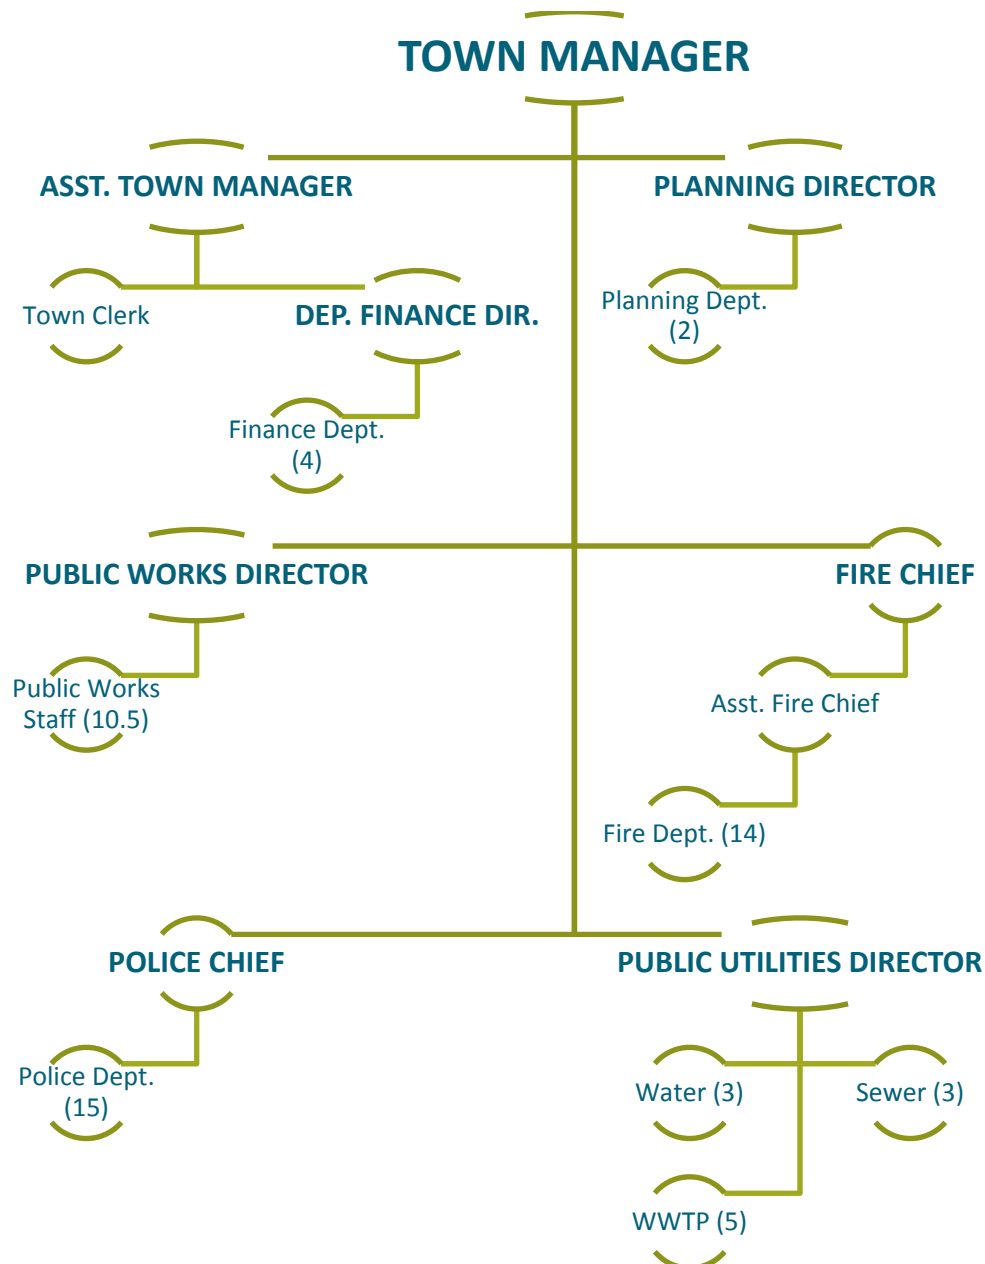 TOWN MANAGER
ASST. TOWN MANAGER
PLANNING DIRECTOR
Town Clerk
DEP. FINANCE DIR.
Planning Dept.
(2)
Finance Dept.
(4)
PUBLIC WORKS DIRECTOR
FIRE CHIEF
Public Works
Staff (10.5)
Asst. Fire Chief
Fire Dept. (14)
POLICE CHIEF
PUBLIC UTILITIES DIRECTOR
Police Dept.
(15)
Water (3)
Sewer (3)
WWTP (5)